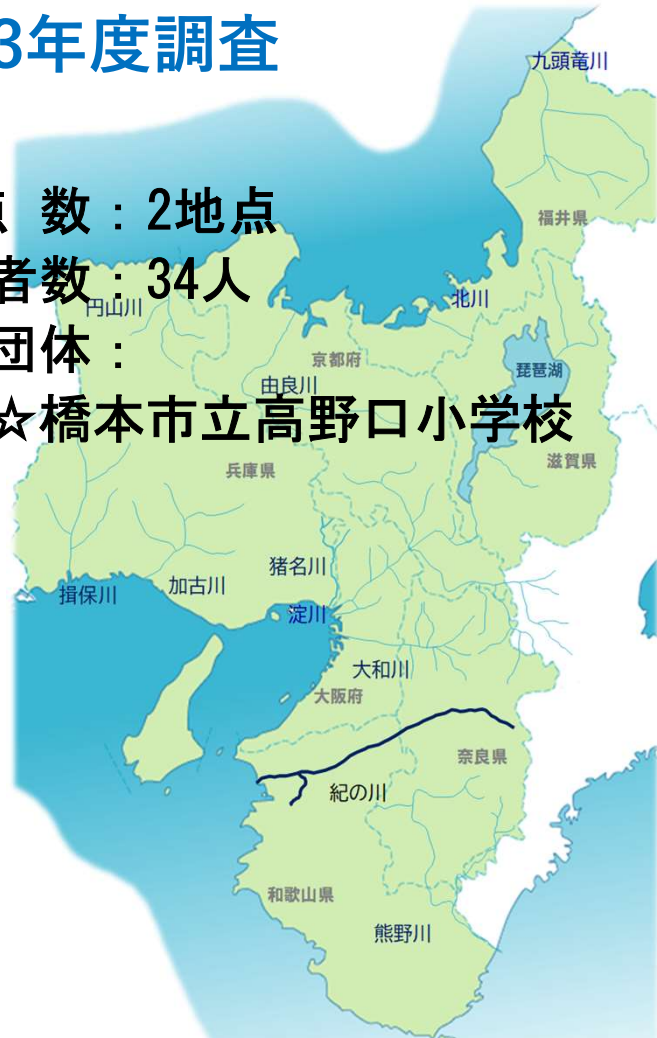 3年度調査
九頭竜川
点 数：2地点
福井県
者数：34人
円山川
北川
団体：
京都府
琵琶湖
由良川
☆橋本市立高野口小学校
滋賀県
兵庫県
猪名川
加古川
揖保川
淀川
大和川
大阪府
奈良県
紀の川
和歌山県
熊野川